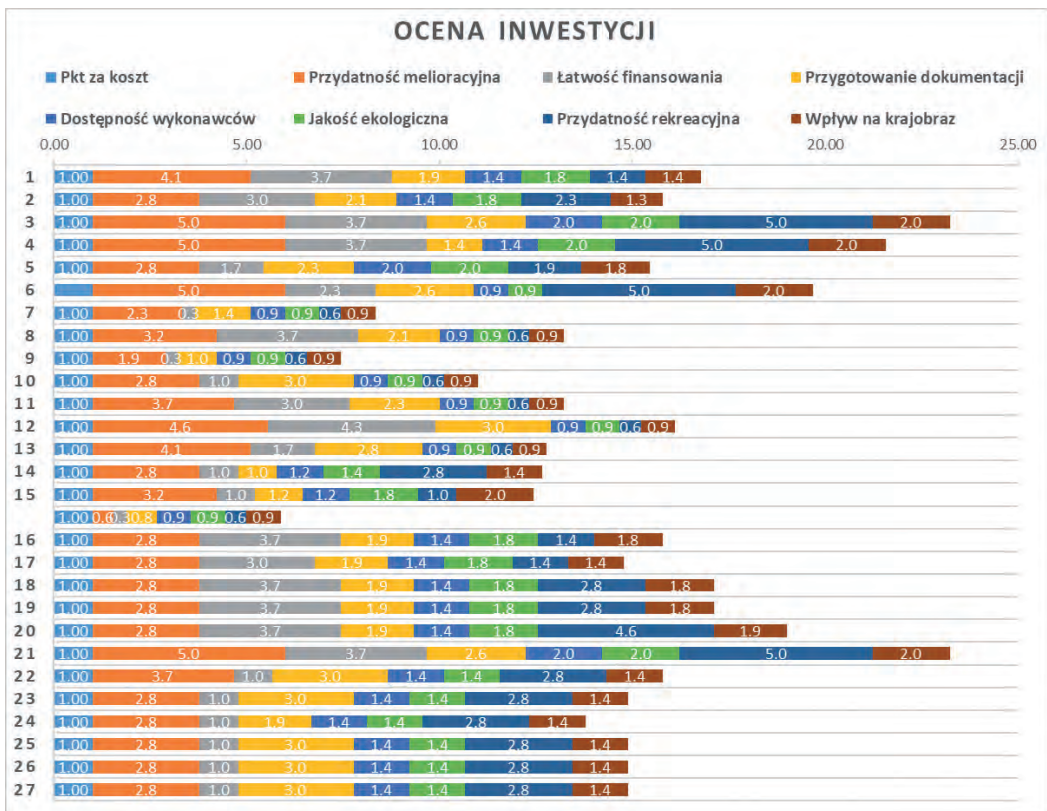 OCENA INWESTYCJI
Pkt za koszt Przydatność melioracyjna Łatwość finansowania Przygotowanie dokumentacji
Dostępność wykonawców Jakość ekologiczna Przydatność rekreacyjna Wpływ na krajobraz
0.00 5.00 10.00 15.00 20.00 25.00
1 1.00 4.1 3.7 1.9 1.4 1.8 1.4 1.4
2 1.00 2.8 3.0 2.1 1.4 1.8 2.3 1.3
3 1.00 5.0 3.7 2.6 2.0 2.0 5.0 2.0
4 1.00 5.0 3.7 1.4 1.4 2.0 5.0 2.0
5 1.00 2.8 1.7 2.3 2.0 2.0 1.9 1.8
6 5.0 2.3 2.6 0.9 0.9 5.0 2.0
7 1.00 2.3 0.3 1.4 0.9 0.9 0.6 0.9
8 1.00 3.2 3.7 2.1 0.9 0.9 0.6 0.9
9 1.00 1.9 0.3 1.0 0.9 0.9 0.6 0.9
10 1.00 2.8 1.0 3.0 0.9 0.9 0.6 0.9
11 1.00 3.7 3.0 2.3 0.9 0.9 0.6 0.9
12 1.00 4.6 4.3 3.0 0.9 0.9 0.6 0.9
13 1.00 4.1 1.7 2.8 0.9 0.9 0.6 0.9
14 1.00 2.8 1.0 1.0 1.2 1.4 2.8 1.4
15 1.00 3.2 1.0 1.2 1.2 1.8 1.0 2.0
1.00 0.6 0.3 0.8 0.9 0.9 0.6 0.9
16 1.00 2.8 3.7 1.9 1.4 1.8 1.4 1.8
17 1.00 2.8 3.0 1.9 1.4 1.8 1.4 1.4
18 1.00 2.8 3.7 1.9 1.4 1.8 2.8 1.8
19 1.00 2.8 3.7 1.9 1.4 1.8 2.8 1.8
20 1.00 2.8 3.7 1.9 1.4 1.8 4.6 1.9
21 1.00 5.0 3.7 2.6 2.0 2.0 5.0 2.0
22 1.00 3.7 1.0 3.0 1.4 1.4 2.8 1.4
23 1.00 2.8 1.0 3.0 1.4 1.4 2.8 1.4
24 1.00 2.8 1.0 1.9 1.4 1.4 2.8 1.4
25 1.00 2.8 1.0 3.0 1.4 1.4 2.8 1.4
26 1.00 2.8 1.0 3.0 1.4 1.4 2.8 1.4
27 1.00 2.8 1.0 3.0 1.4 1.4 2.8 1.4